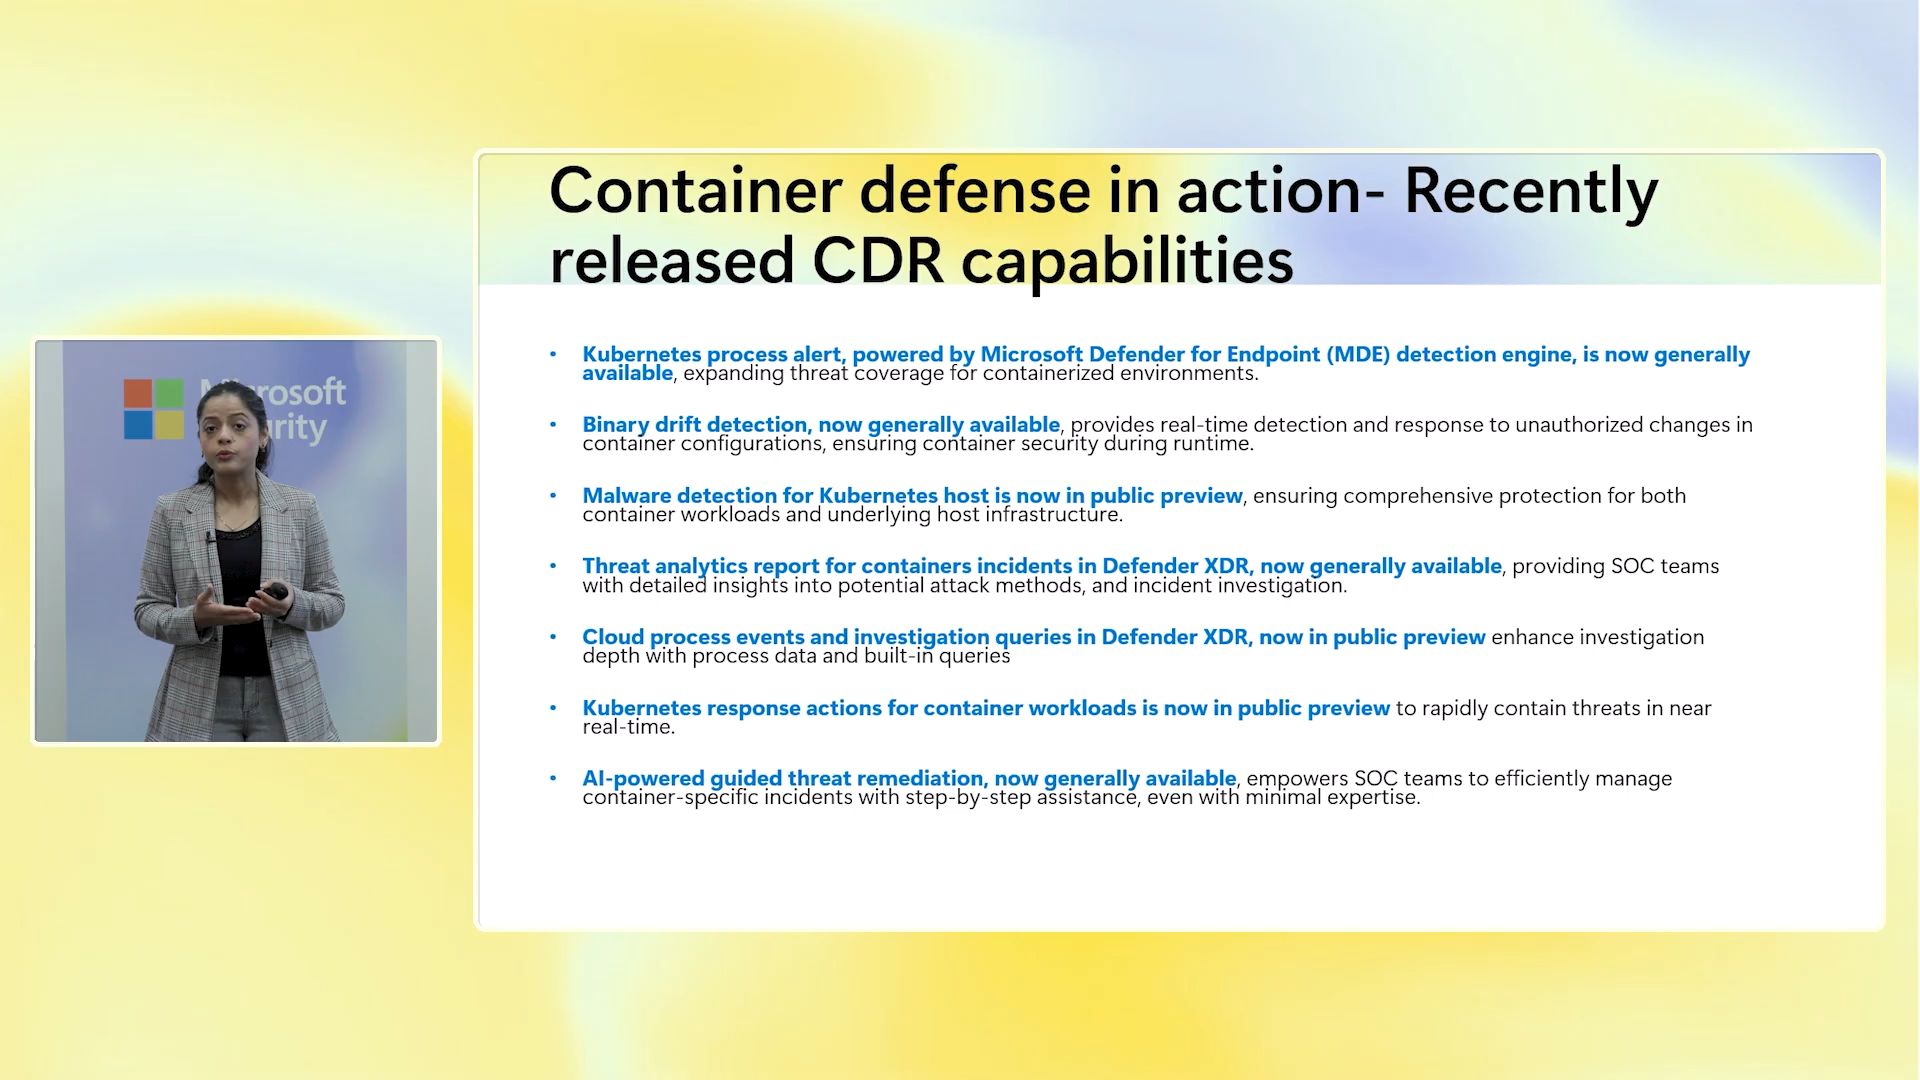 Container defense in action- Recently
released CDR capabilities
• Kubernetes process alert, powered by Microsoft Defender for Endpoint (MDE) detection engine, is now generally
available, expanding threat coverage for containerized environments.
• Binary drift detection, now generally available, provides real-time detection and response to unauthorized changes in
container configurations, ensuring container security during runtime.
• Malware detection for Kubernetes host is now in public preview, ensuring comprehensive protection for both
container workloads and underlying host infrastructure.
• Threat analytics report for containers incidents in Defender XDR, now generally available, providing SOC teams
with detailed insights into potential attack methods, and incident investigation.
• Cloud process events and investigation queries in Defender XDR, now in public preview enhance investigation
depth with process data and built-in queries
• Kubernetes response actions for container workloads is now in public preview to rapidly contain threats in near
real-time.
• AI-powered guided threat remediation, now generally available, empowers SOC teams to efficiently manage
container-specific incidents with step-by-step assistance, even with minimal expertise.